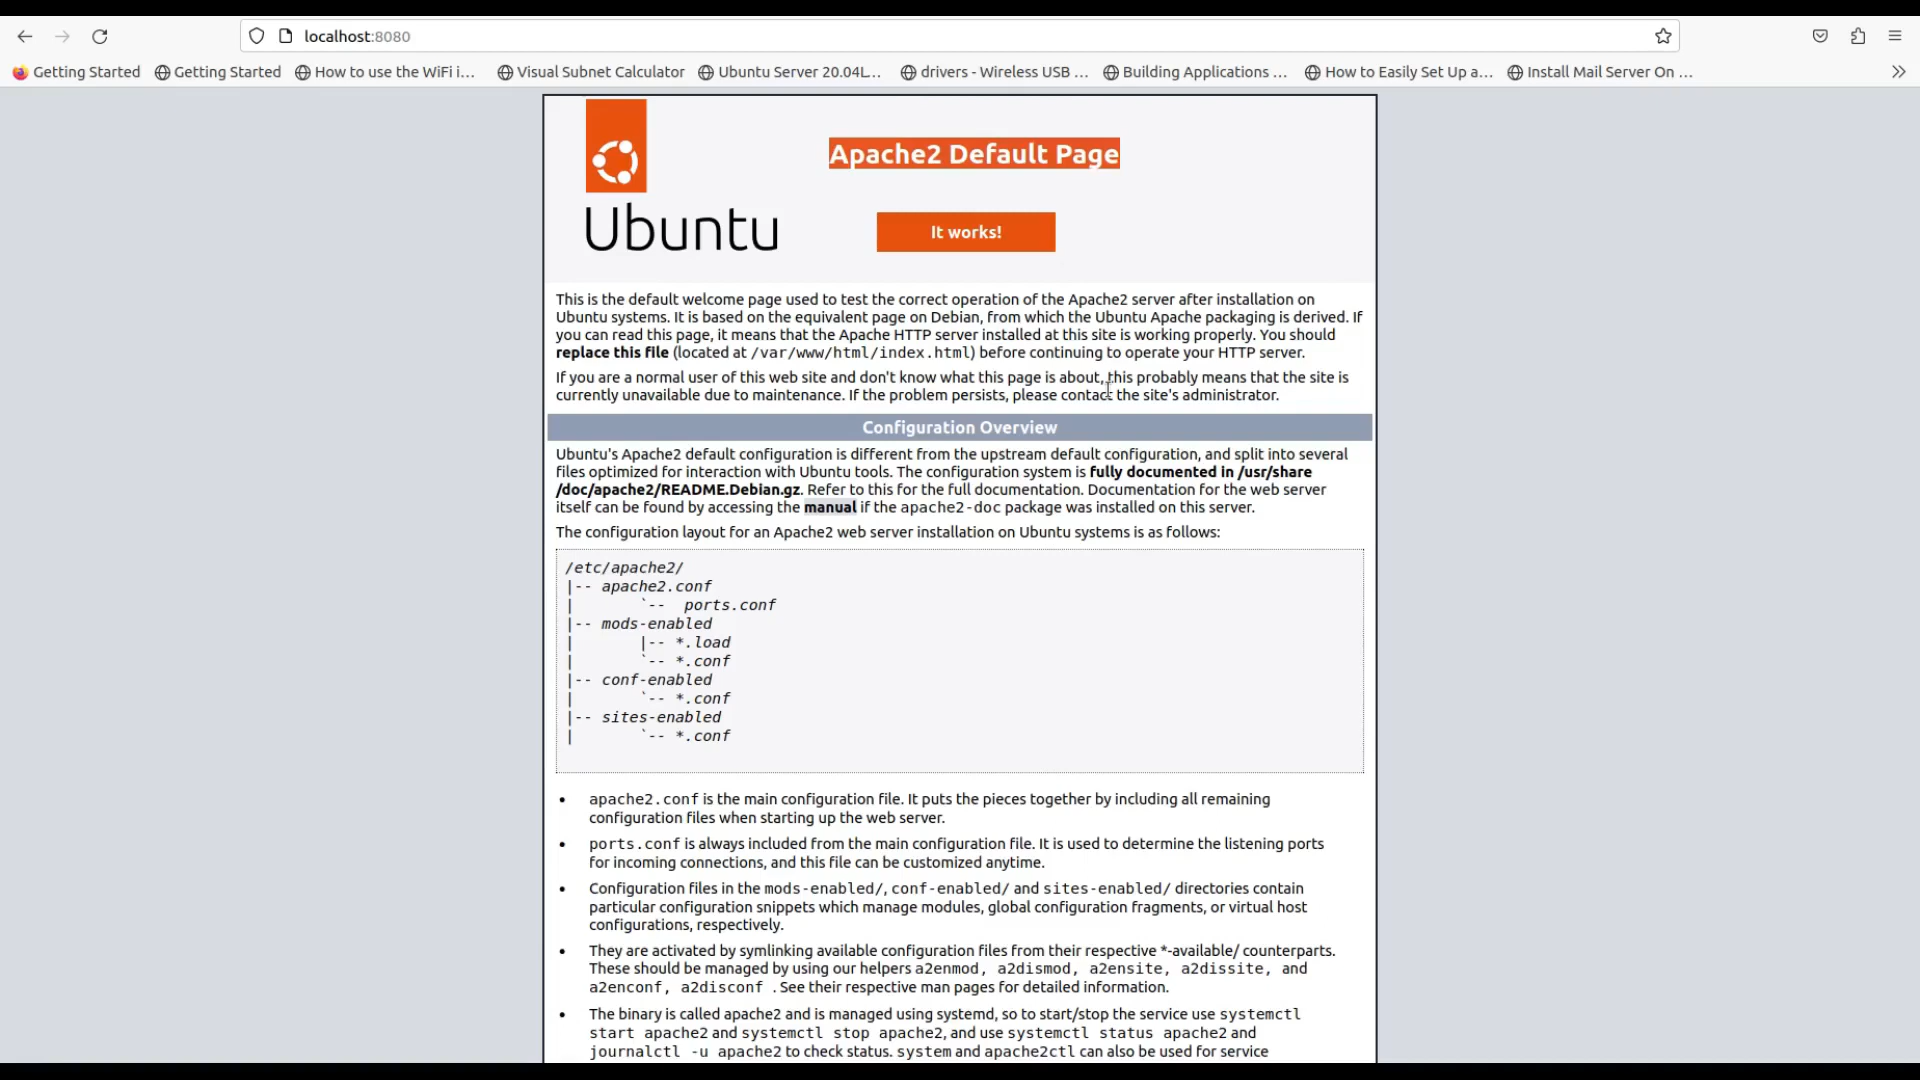 localhost:8080
Getting Started Getting Started How to use the WiFi i... Visual Subnet Calculator Ubuntu Server 20.04L... drivers - Wireless USB ... Building Applications ... How to Easily Set Up a... Install Mail Server On ...
Apache2 Default Page
Ubuntu
It works!
This is the default welcome page used to test the correct operation of the Apache2 server after installation on
Ubuntu systems. It is based on the equivalent page on Debian, from which the Ubuntu Apache packaging is derived. If
you can read this page, it means that the Apache HTTP server installed at this site is working properly. You should
replace this file (located at /var/www/html/index.html) before continuing to operate your HTTP server.
If you are a normal user of this web site and don't know what this page is about, this probably means that the site is
currently unavailable due to maintenance. If the problem persists, please contact the site's administrator.
Configuration Overview
Ubuntu's Apache2 default configuration is different from the upstream default configuration, and split into several
files optimized for interaction with Ubuntu tools. The configuration system is fully documented in /usr/share
/doc/apache2/README.Debian.gz. Refer to this for the full documentation. Documentation for the web server
itself can be found by accessing the manual if the apache2-doc package was installed on this server.
The configuration layout for an Apache2 web server installation on Ubuntu systems is as follows:
/etc/apache2/
|-- apache2.conf
|       `--  ports.conf
|-- mods-enabled
|       |-- *.load
|       `-- *.conf
|-- conf-enabled
|       `-- *.conf
|-- sites-enabled
|       `-- *.conf
• apache2.conf is the main configuration file. It puts the pieces together by including all remaining
configuration files when starting up the web server.
• ports.conf is always included from the main configuration file. It is used to determine the listening ports
for incoming connections, and this file can be customized anytime.
• Configuration files in the mods-enabled/, conf-enabled/ and sites-enabled/ directories contain
particular configuration snippets which manage modules, global configuration fragments, or virtual host
configurations, respectively.
• They are activated by symlinking available configuration files from their respective *-available/ counterparts.
These should be managed by using our helpers a2enmod, a2dismod, a2ensite, a2dissite, and
a2enconf, a2disconf . See their respective man pages for detailed information.
• The binary is called apache2 and is managed using systemd, so to start/stop the service use systemctl
start apache2 and systemctl stop apache2, and use systemctl status apache2 and
journalctl -u apache2 to check status. system and apache2ctl can also be used for service